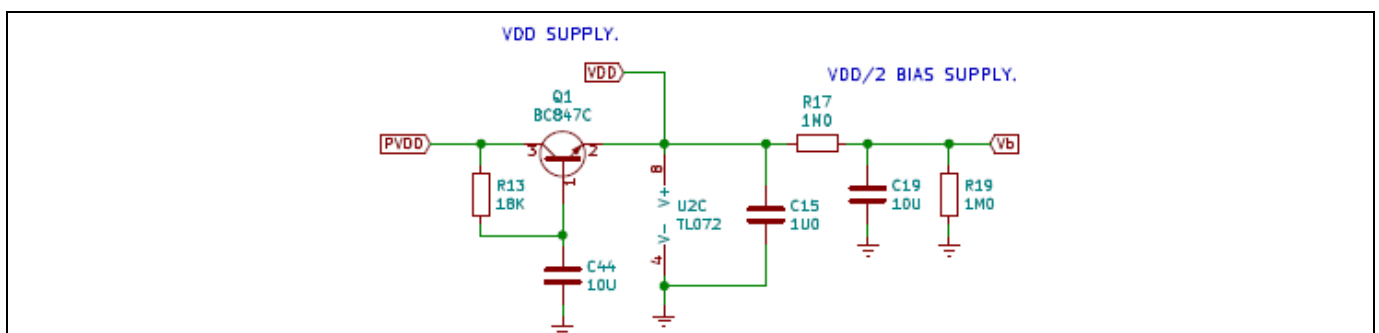 VDD SUPPLY.
VDD
VDD/2 BIAS SUPPLY.
Q1
BC847C
R17
1M0
PVDD
3
2
1
Vb
R13
18K
8
V+
V-
4
U2C
TL072
C15
1U0
C19
10U
R19
1M0
C44
10U